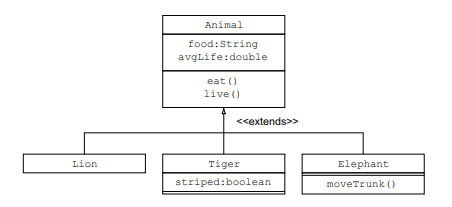 Animal
food:String
avgLife:double
eat()
live()
<<extends>>
Lion
Tiger
striped:boolean
Elephant
moveTrunk()